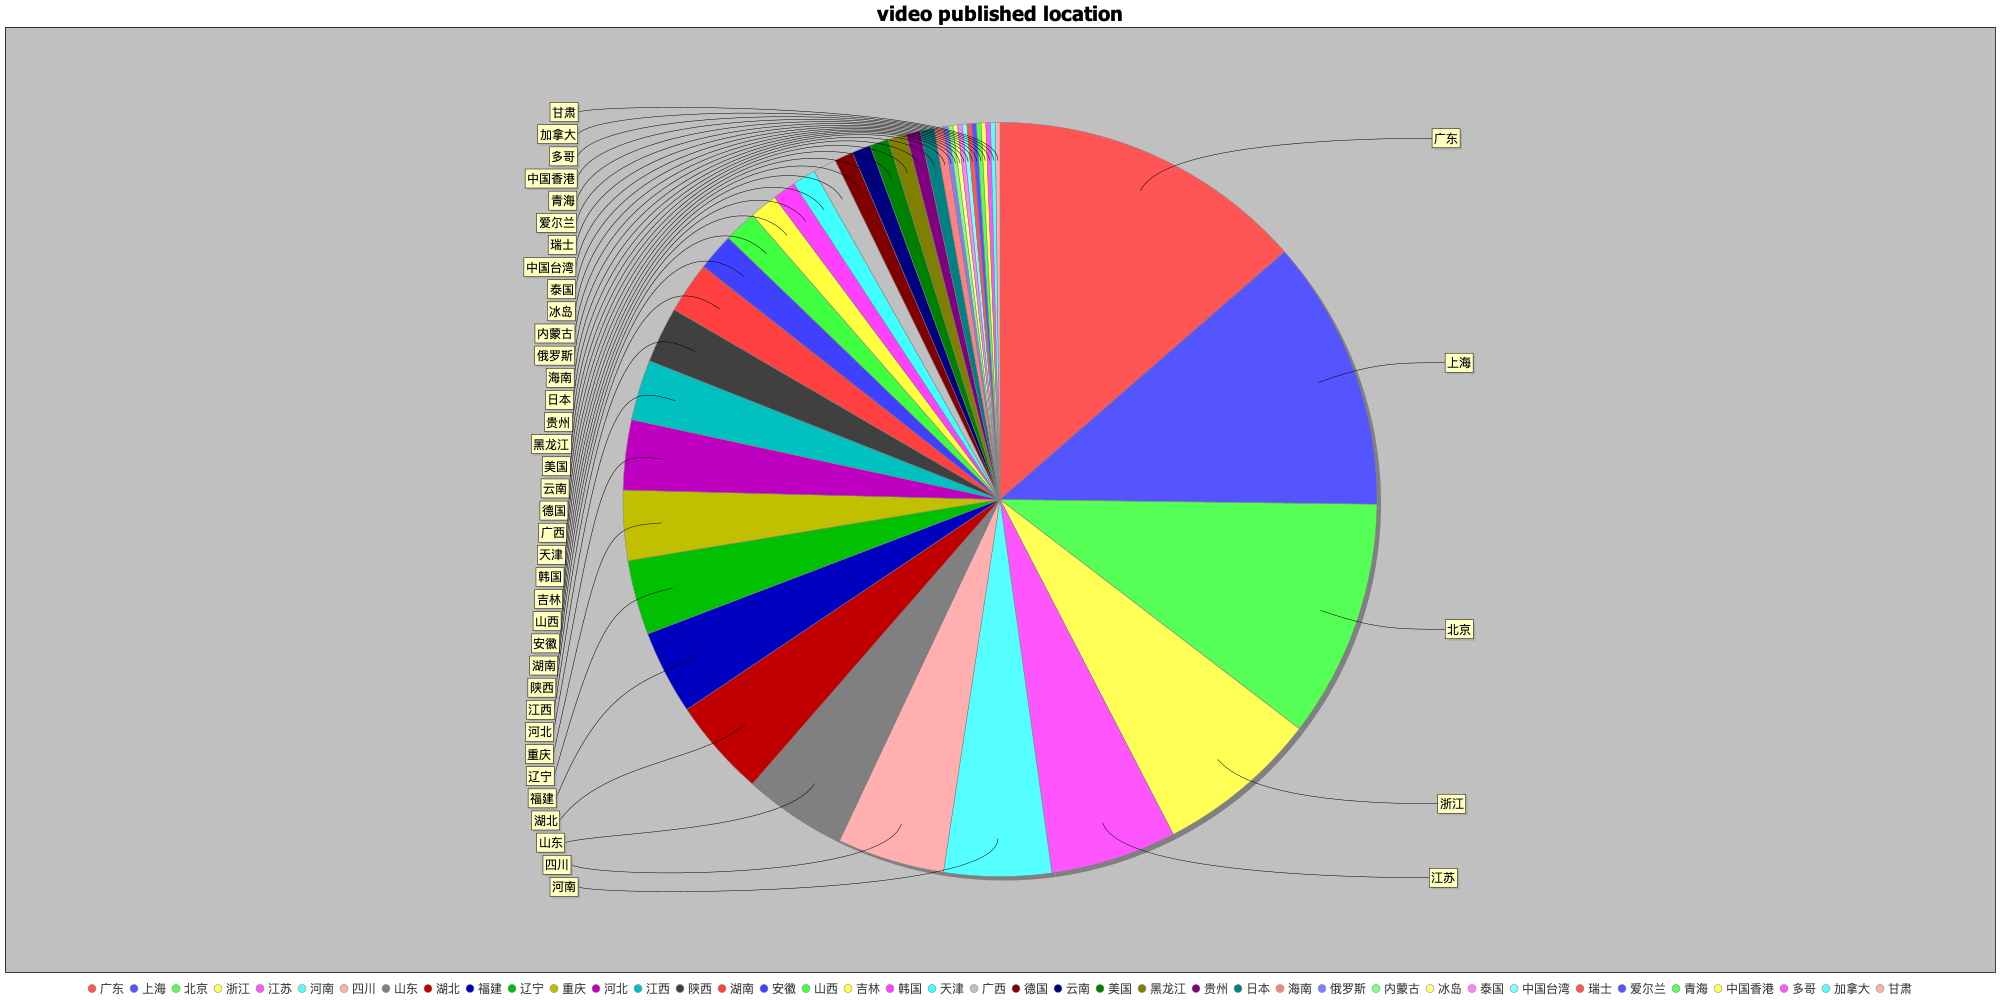 video published location
甘肃
加拿大
多哥
中国香港
青海
爱尔兰
瑞士
中国台湾
泰国
冰岛
内蒙古
俄罗斯
海南
日本
贵州
黑龙江
美国
云南
德国
广西
天津
韩国
吉林
山西
安徽
湖南
陕西
江西
河北
重庆
辽宁
福建
湖北
山东
四川
河南
广东
上海
北京
浙江
江苏
广东 上海 北京 浙江 江苏 河南 四川 山东 湖北 福建 辽宁 重庆 河北 江西 陕西 湖南 安徽 山西 吉林 韩国 天津 广西 德国 云南 美国 黑龙江 贵州 日本 海南 俄罗斯 内蒙古 冰岛 泰国 中国台湾 瑞士 爱尔兰 青海 中国香港 多哥 加拿大 甘肃